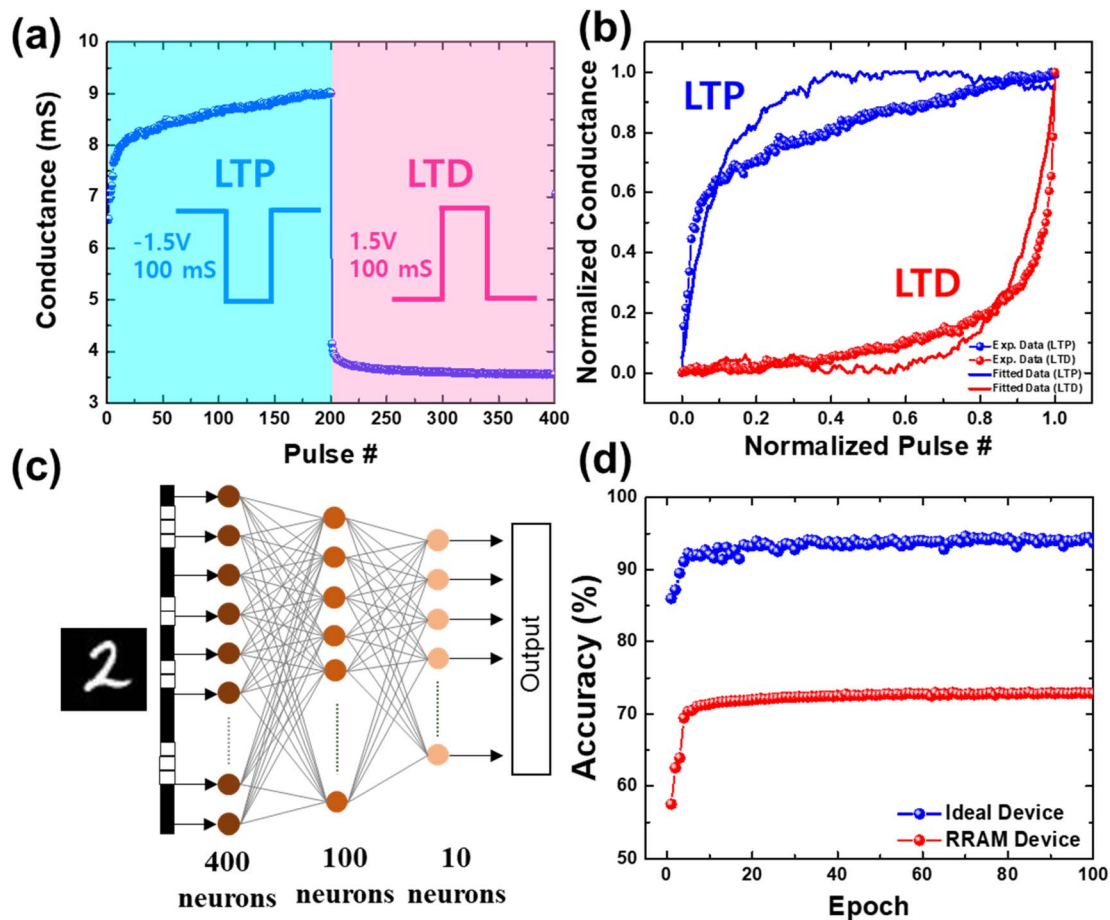 (a)
10
9
8
7
6
5
4
3
Conductance (mS)
LTP
-1.5V
100 mS
LTD
1.5V
100 mS
0 50 100 150 200 250 300 350 400
Pulse #
(b)
1.0
0.8
0.6
0.4
0.2
0.0
Normalized Conductance
LTP
LTD
Exp. Data (LTP)
Exp. Data (LTD)
Fitted Data (LTP)
Fitted Data (LTD)
0.0 0.2 0.4 0.6 0.8 1.0
Normalized Pulse #
(c)
2
Output
400
neurons
100
neurons
10
neurons
(d)
100
90
80
70
60
50
Accuracy (%)
Ideal Device
RRAM Device
0 20 40 60 80 100
Epoch